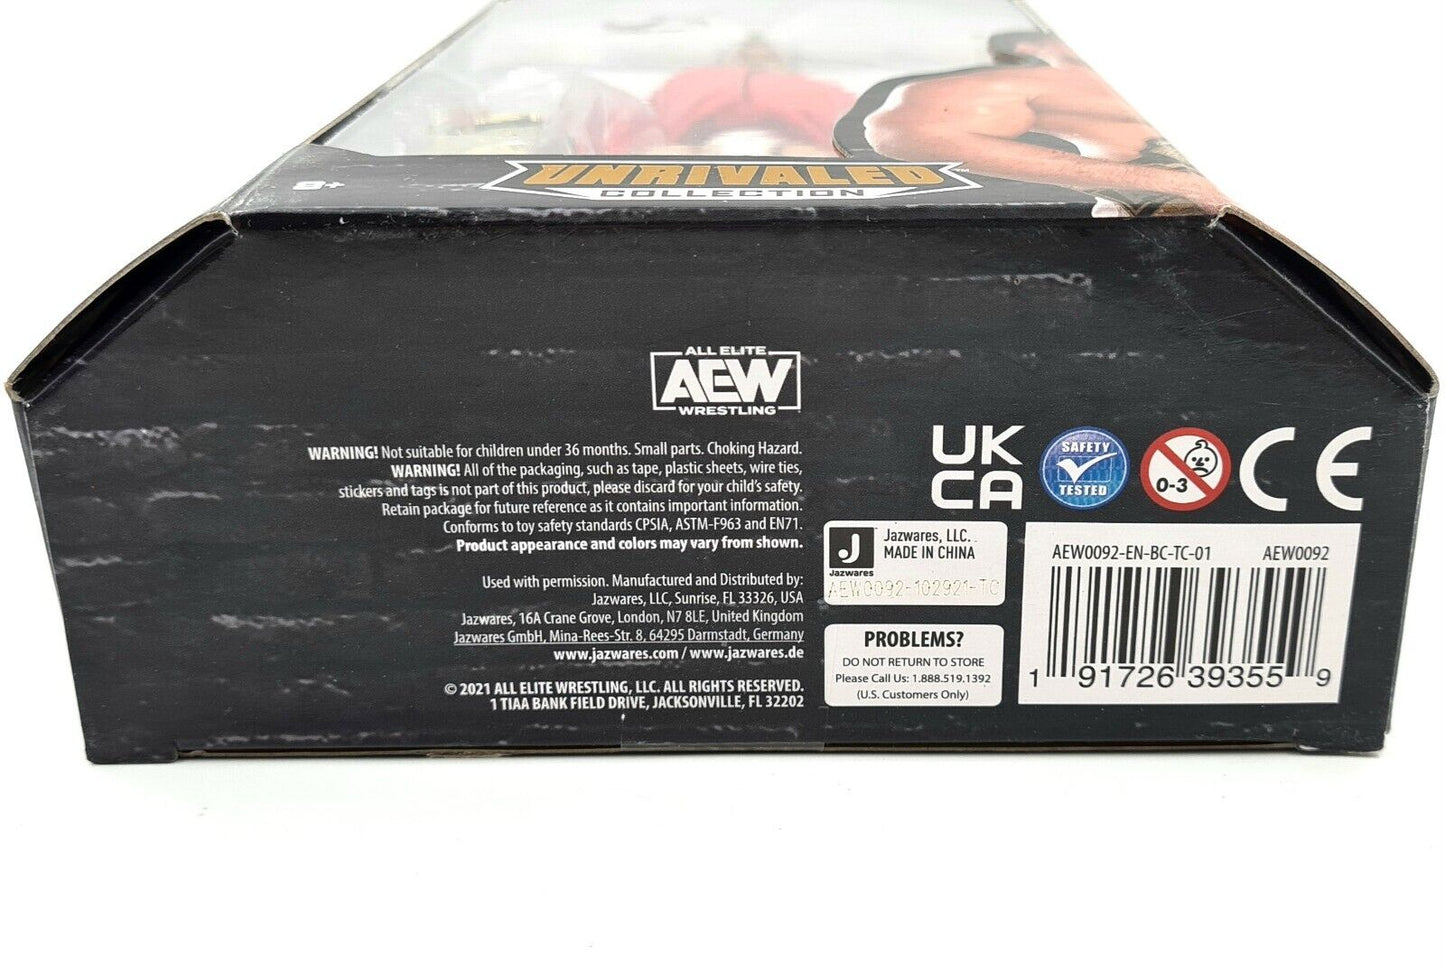 8+
UNRIVALED™
COLLECTION
ALL ELITE
AEW
WRESTLING
WARNING! Not suitable for children under 36 months. Small parts. Choking Hazard.
WARNING! All of the packaging, such as tape, plastic sheets, wire ties,
stickers and tags is not part of this product, please discard for your child's safety.
Retain package for future reference as it contains important information.
Conforms to toy safety standards CPSIA, ASTM-F963 and EN71.
Product appearance and colors may vary from shown.
Used with permission. Manufactured and Distributed by:
Jazwares, LLC, Sunrise, FL 33326, USA
Jazwares, 16A Crane Grove, London, N7 8LE, United Kingdom
Jazwares GmbH, Mina-Rees-Str. 8, 64295 Darmstadt, Germany
www.jazwares.com / www.jazwares.de
© 2021 ALL ELITE WRESTLING, LLC. ALL RIGHTS RESERVED.
1 TIAA BANK FIELD DRIVE, JACKSONVILLE, FL 32202
UK
CA
SAFETY
TESTED
0-3
CE
J
Jazwares
Jazwares, LLC.
MADE IN CHINA
AEW0092-102921-TC
PROBLEMS?
DO NOT RETURN TO STORE
Please Call Us: 1.888.519.1392
(U.S. Customers Only)
AEW0092-EN-BC-TC-01 AEW0092
1 91726 39355 9